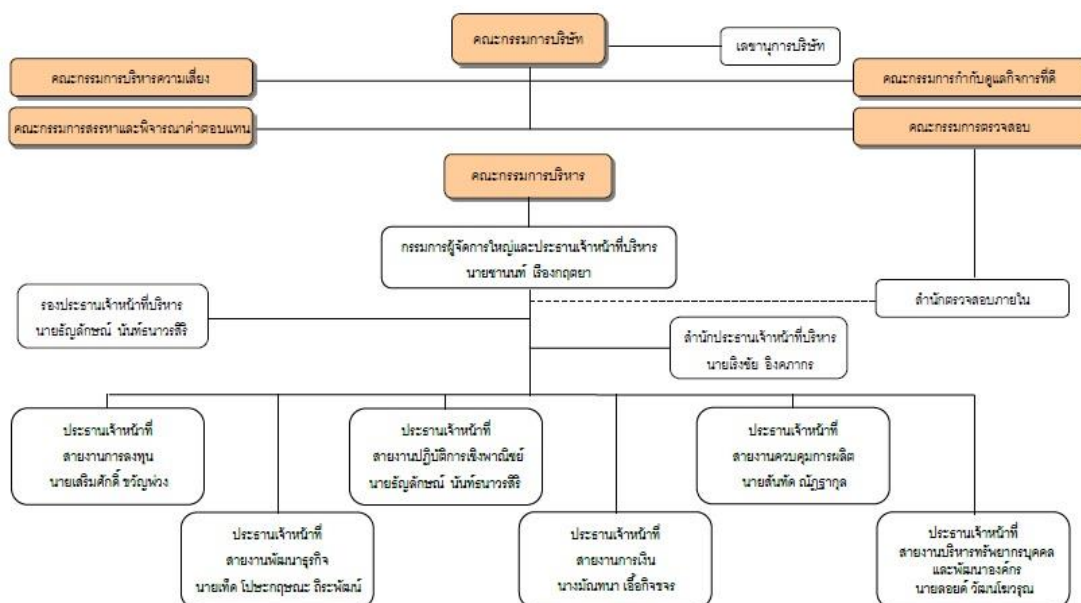 คณะกรรมการบริษัท
เลขานุการบริษัท
คณะกรรมการบริหารความเสี่ยง
คณะกรรมการกำกับดูแลกิจการที่ดี
คณะกรรมการสรรหาและพิจารณาค่าตอบแทน
คณะกรรมการตรวจสอบ
คณะกรรมการบริหาร
กรรมการผู้จัดการใหญ่และประธานเจ้าหน้าที่บริหาร
นายชานนท์ เรืองกฤตยา
รองประธานเจ้าหน้าที่บริหาร
นายธัญลักษณ์ นันท์ธนาวรสิริ
สำนักตรวจสอบภายใน
สำนักประธานเจ้าหน้าที่บริหาร
นายเริงชัย อิงคภากร
ประธานเจ้าหน้าที่
สายงานการลงทุน
นายเสริมศักดิ์ ขวัญพ่วง
ประธานเจ้าหน้าที่
สายงานปฏิบัติการเชิงพาณิชย์
นายธัญลักษณ์ นันท์ธนาวรสิริ
ประธานเจ้าหน้าที่
สายงานควบคุมการผลิต
นายสันทัด ณัฎฐากุล
ประธานเจ้าหน้าที่
สายงานพัฒนาธุรกิจ
นายเท็ด โปษะกฤษณะ ถิระพัฒน์
ประธานเจ้าหน้าที่
สายงานการเงิน
นางมัณฑนา เอื้อกิจขจร
ประธานเจ้าหน้าที่
สายงานบริหารทรัพยากรบุคคล
และพัฒนาองค์กร
นายลอยด์ วัฒนโฆวรุณ